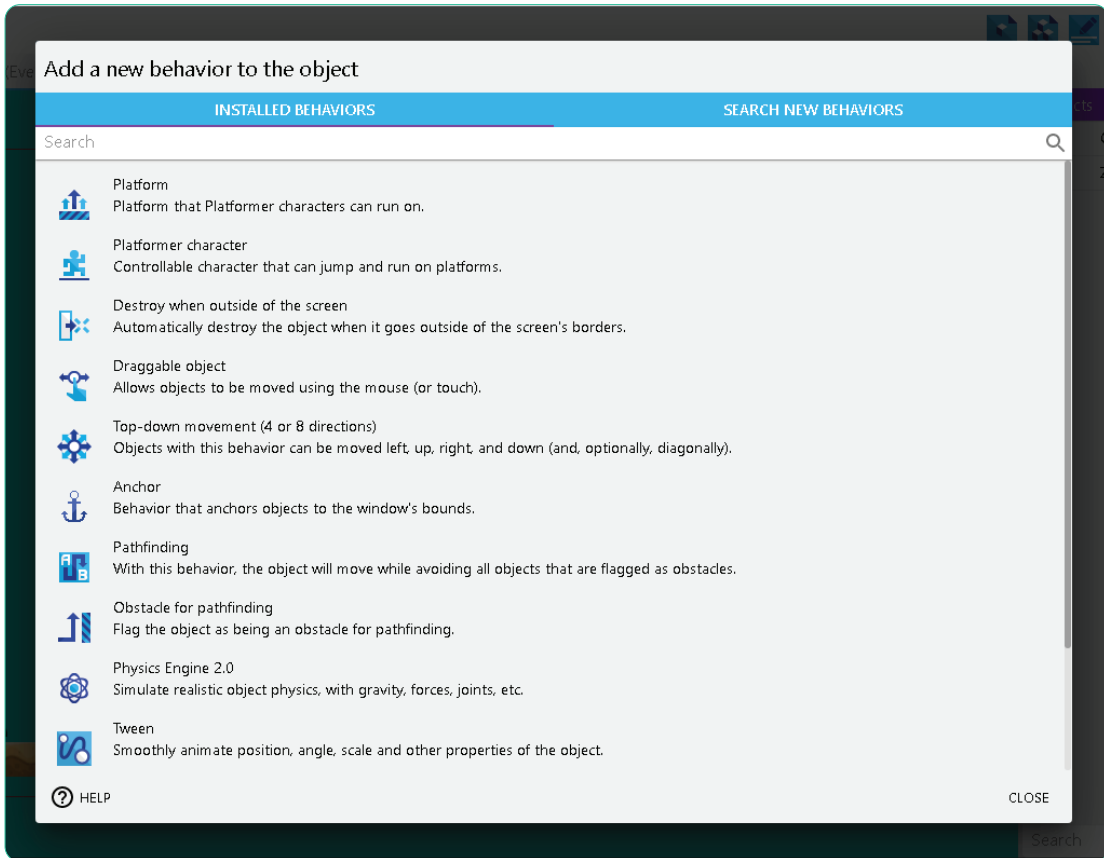 (Eve
Add a new behavior to the object
cts
INSTALLED BEHAVIORS
SEARCH NEW BEHAVIORS
Search
Platform
Platform that Platformer characters can run on.
Platformer character
Controllable character that can jump and run on platforms.
Destroy when outside of the screen
Automatically destroy the object when it goes outside of the screen's borders.
Draggable object
Allows objects to be moved using the mouse (or touch).
Top-down movement (4 or 8 directions)
Objects with this behavior can be moved left, up, right, and down (and, optionally, diagonally).
Anchor
Behavior that anchors objects to the window's bounds.
Pathfinding
With this behavior, the object will move while avoiding all objects that are flagged as obstacles.
A B
Obstacle for pathfinding
Flag the object as being an obstacle for pathfinding.
Physics Engine 2.0
Simulate realistic object physics, with gravity, forces, joints, etc.
Tween
Smoothly animate position, angle, scale and other properties of the object.
? HELP
CLOSE
Search